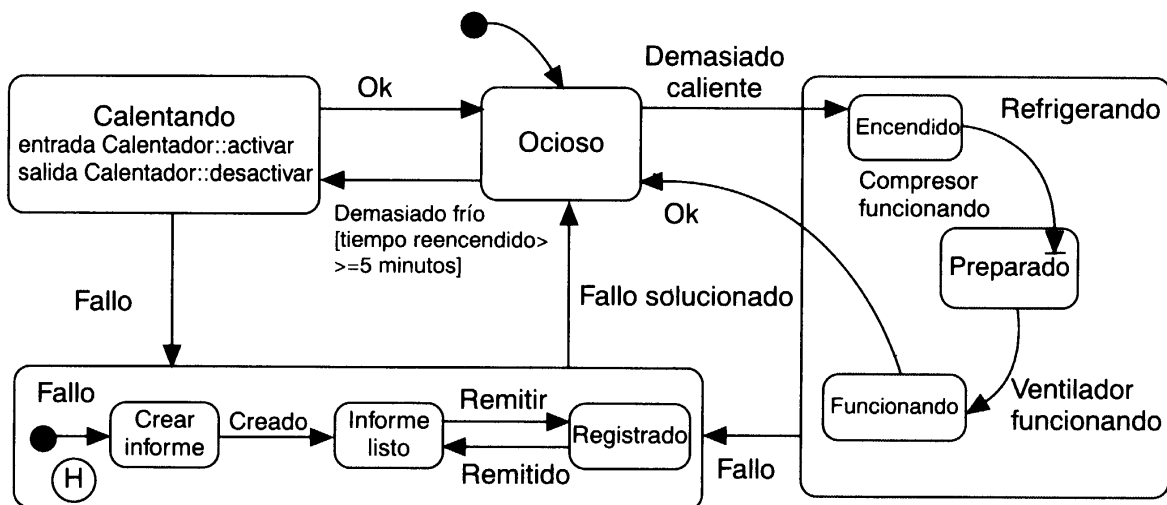 Ok
Demasiado
caliente
Calentando
entrada Calentador::activar
salida Calentador::desactivar
Ocioso
Encendido
Refrigerando
Compresor
funcionando
Demasiado frío
[tiempo reencendido>
>=5 minutos]
Ok
Preparado
Fallo
Fallo solucionado
Funcionando
Ventilador
funcionando
Fallo
Crear
informe
Creado
Informe
listo
Remitir
Registrado
Remitido
Fallo
H